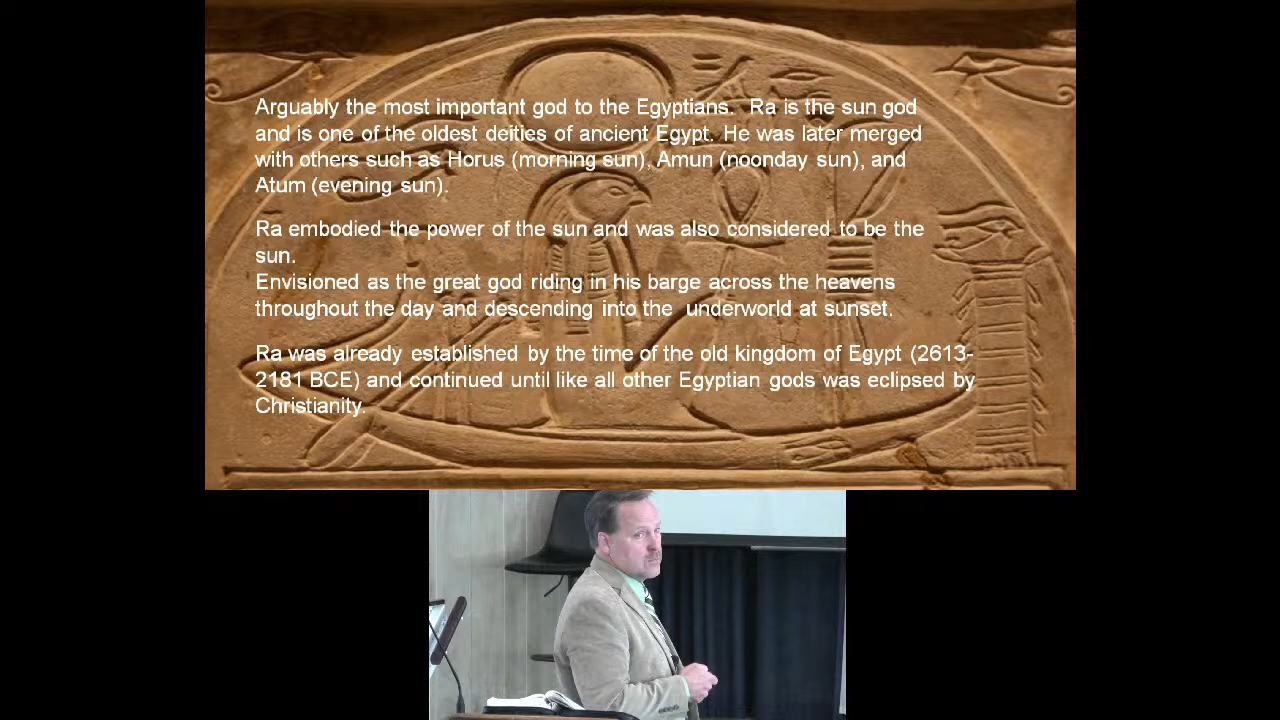 Arguably the most important god to the Egyptians.  Ra is the sun god
and is one of the oldest deities of ancient Egypt. He was later merged
with others such as Horus (morning sun), Amun (noonday sun), and
Atum (evening sun).
Ra embodied the power of the sun and was also considered to be the
sun.
Envisioned as the great god riding in his barge across the heavens
throughout the day and descending into the  underworld at sunset.
Ra was already established by the time of the old kingdom of Egypt (2613-
2181 BCE) and continued until like all other Egyptian gods was eclipsed by
Christianity.